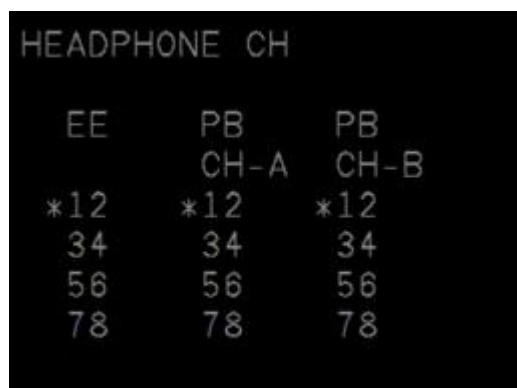 HEADPHONE CH
EE PB PB
CH-A CH-B
*12 *12 *12
34 34 34
56 56 56
78 78 78